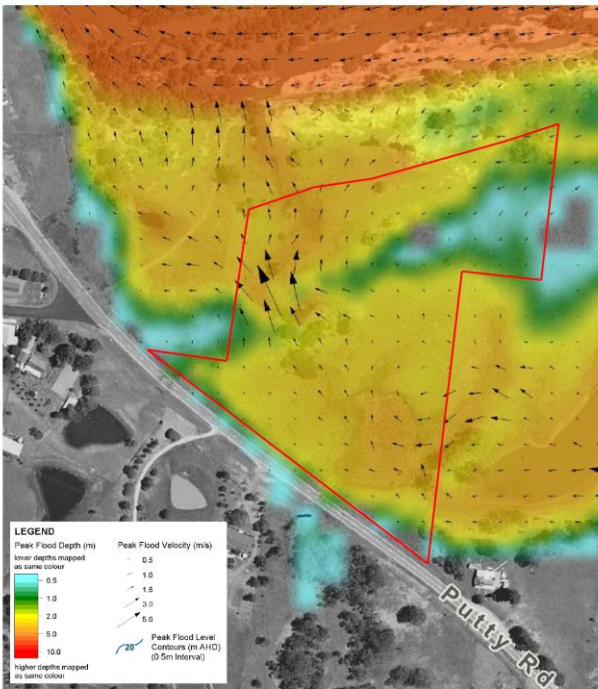 LEGEND
Peak Flood Depth (m)
lower depths mapped
as same colour
0.5
1.0
2.0
5.0
10.0
higher depths mapped
as same colour
Peak Flood Velocity (m/s)
0.5
1.0
1.5
3.0
5.0
20
Peak Flood Level
Contours (m AHD)
(0.5m Interval)
Putty Rd